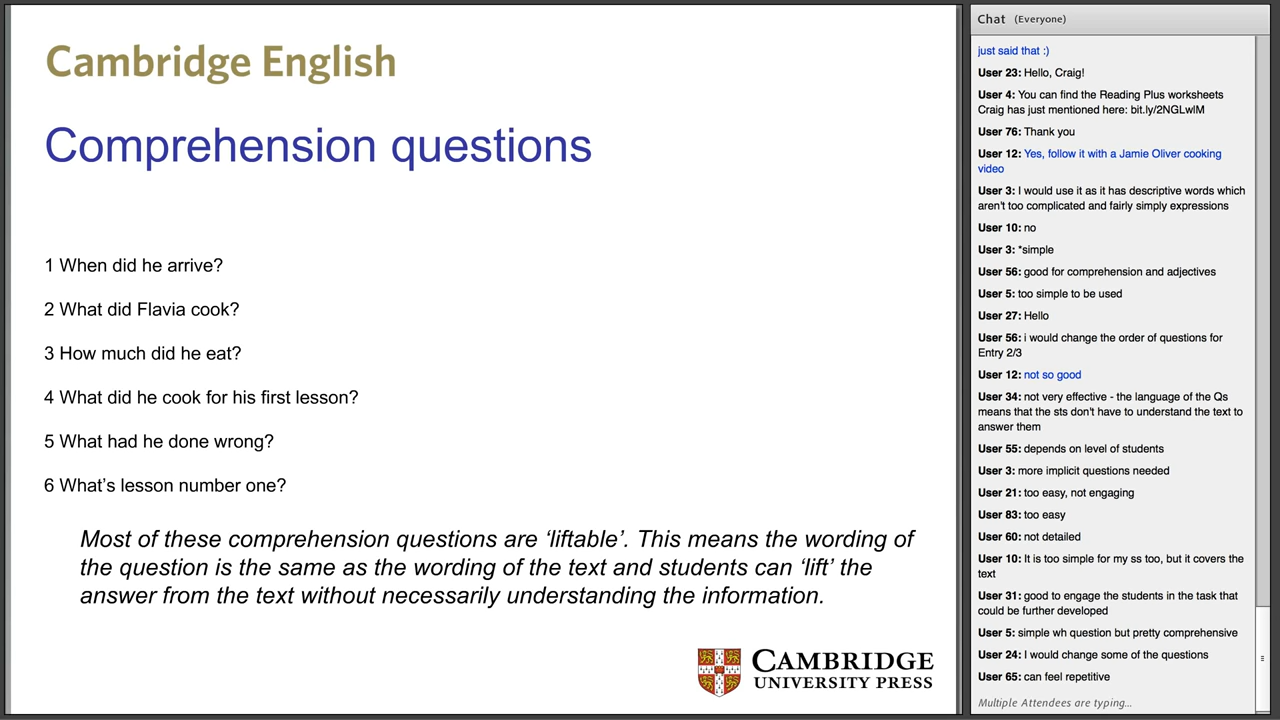 Cambridge English
Comprehension questions
1 When did he arrive?
2 What did Flavia cook?
3 How much did he eat?
4 What did he cook for his first lesson?
5 What had he done wrong?
6 What's lesson number one?
Most of these comprehension questions are 'liftable'. This means the wording of
the question is the same as the wording of the text and students can 'lift' the
answer from the text without necessarily understanding the information.
CAMBRIDGE
UNIVERSITY PRESS
Chat (Everyone)
just said that :)
User 23: Hello, Craig!
User 4: You can find the Reading Plus worksheets
Craig has just mentioned here: bit.ly/2NGLwlM
User 76: Thank you
User 12: Yes, follow it with a Jamie Oliver cooking
video
User 3: I would use it as it has descriptive words which
aren't too complicated and fairly simply expressions
User 10: no
User 3: *simple
User 56: good for comprehension and adjectives
User 5: too simple to be used
User 27: Hello
User 56: i would change the order of questions for
Entry 2/3
User 12: not so good
User 34: not very effective - the language of the Qs
means that the sts don't have to understand the text to
answer them
User 55: depends on level of students
User 3: more implicit questions needed
User 21: too easy, not engaging
User 83: too easy
User 60: not detailed
User 10: It is too simple for my ss too, but it covers the
text
User 31: good to engage the students in the task that
could be further developed
User 5: simple wh question but pretty comprehensive
User 24: I would change some of the questions
User 65: can feel repetitive
Multiple Attendees are typing...